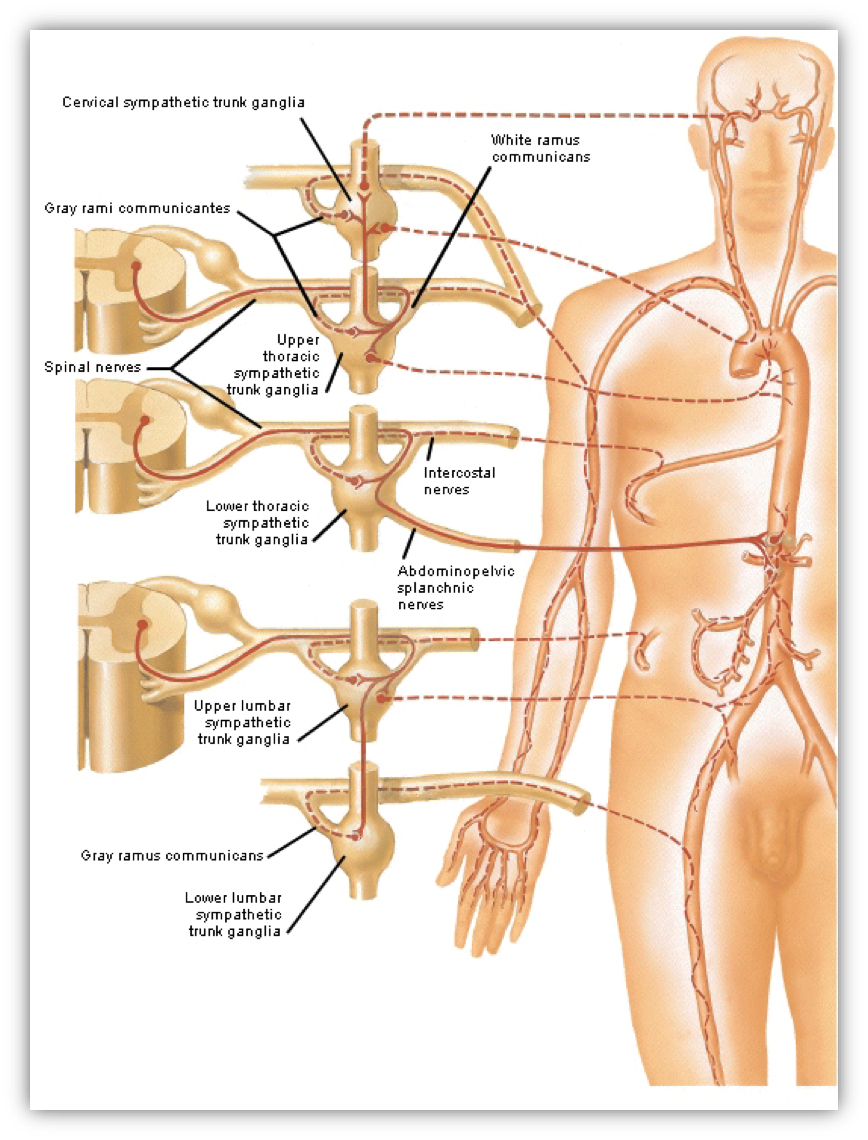 Cervical sympathetic trunk ganglia
White ramus
communicans
Gray rami communicantes
Upper
thoracic
sympathetic
trunk ganglia
Spinal nerves
Intercostal
nerves
Lower thoracic
sympathetic
trunk ganglia
Abdominopelvic
splanchnic
nerves
Upper lumbar
sympathetic
trunk ganglia
Gray ramus communicans
Lower lumbar
sympathetic
trunk ganglia